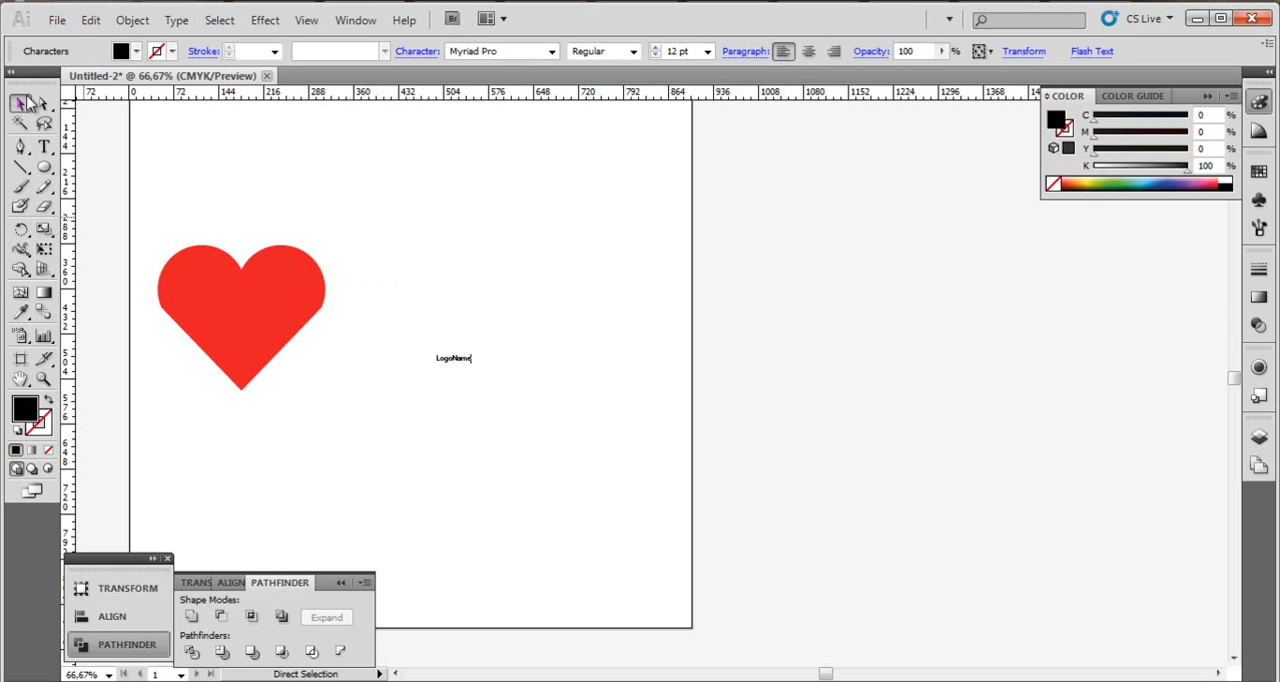 Ai File Edit Object Type Select Effect View Window Help Br CS Live
Characters Stroke: Character: Myriad Pro Regular 12 pt Paragraph: Opacity: 100 % Transform Flash Text
Untitled-2* @ 66,67% (CMYK/Preview)
72 0 72 144 216 288 360 432 504 576 648 720 792 864 936 1008 1080 1152 1224 1296 1368
COLOR COLOR GUIDE
C 0 %
M 0 %
Y 0 %
K 100 %
LogoName
TRANSFORM
ALIGN
PATHFINDER
TRANS ALIGN PATHFINDER
Shape Modes:
Expand
Pathfinders:
66,67% 1 Direct Selection